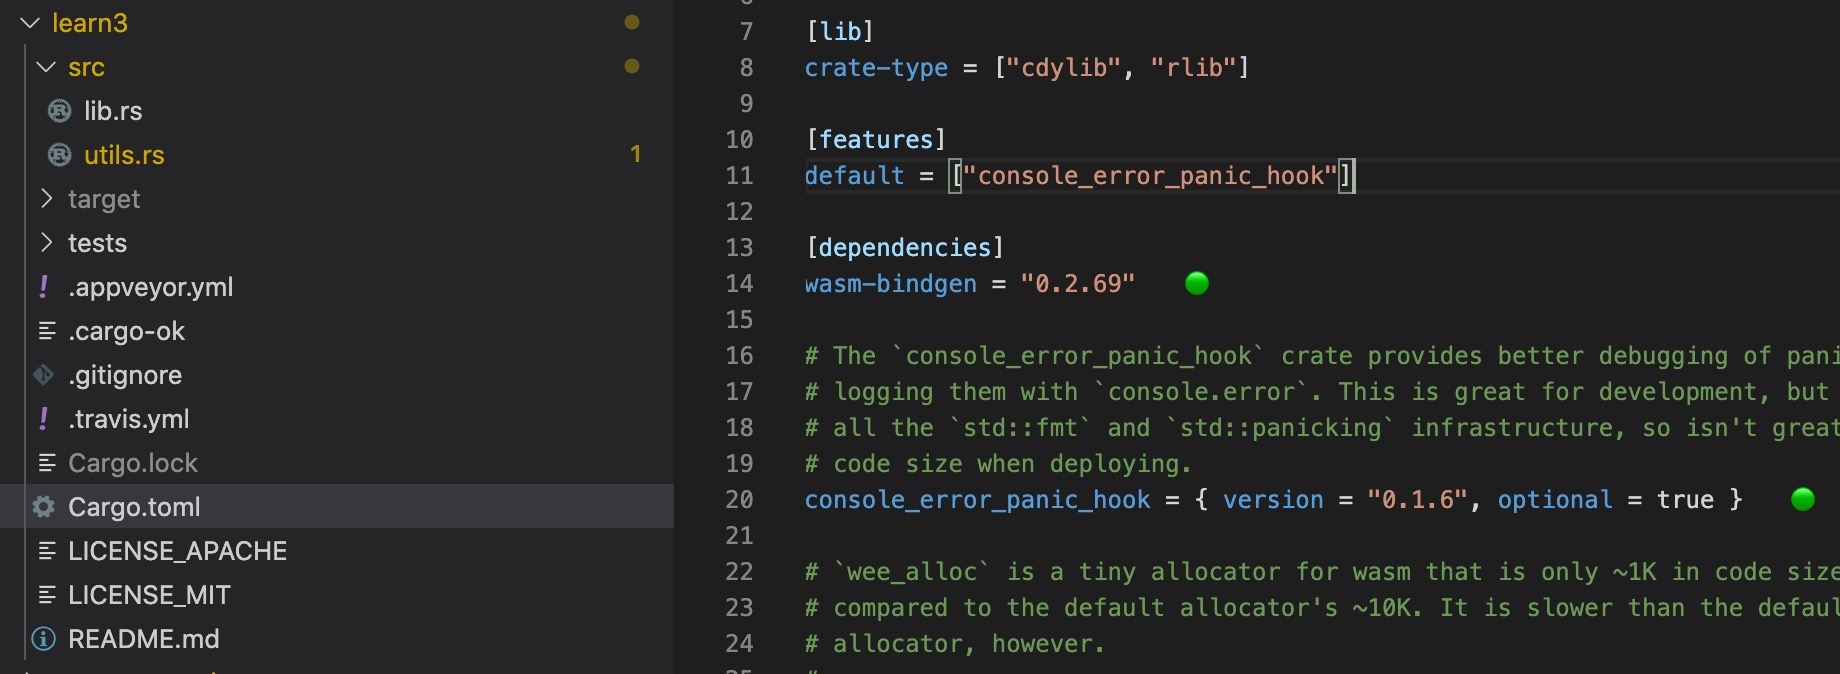 learn3
src
lib.rs
utils.rs 1
target
tests
.appveyor.yml
.cargo-ok
.gitignore
.travis.yml
Cargo.lock
Cargo.toml
LICENSE_APACHE
LICENSE_MIT
README.md
7 [lib]
8 crate-type = ["cdylib", "rlib"]
9
10 [features]
11 default = ["console_error_panic_hook"]
12
13 [dependencies]
14 wasm-bindgen = "0.2.69"
15
16 # The `console_error_panic_hook` crate provides better debugging of pani
17 # logging them with `console.error`. This is great for development, but
18 # all the `std::fmt` and `std::panicking` infrastructure, so isn't great
19 # code size when deploying.
20 console_error_panic_hook = { version = "0.1.6", optional = true }
21
22 # `wee_alloc` is a tiny allocator for wasm that is only ~1K in code size
23 # compared to the default allocator's ~10K. It is slower than the defaul
24 # allocator, however.